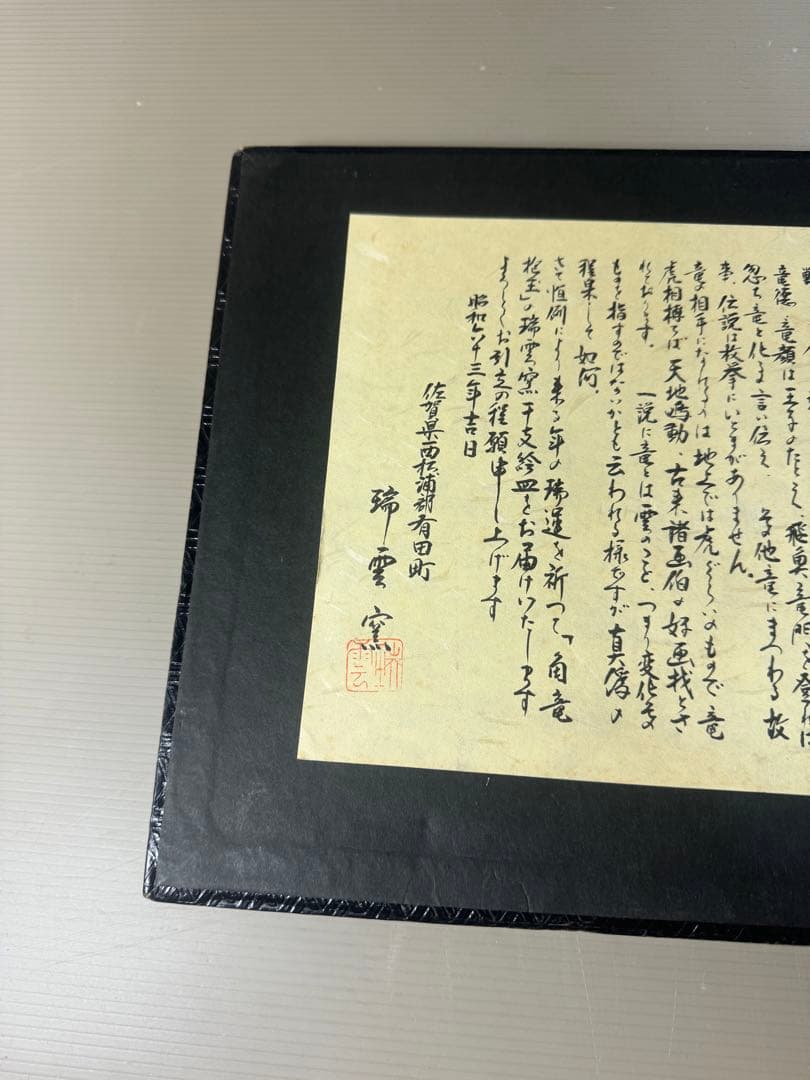 竜徳、竜顔は王者のたとえ、飛魚竜門を登れば
忽ち竜と化る言い伝え、其他竜にまつわる故
事、伝説は枚挙にいとまがありません。
竜の相手になれるのは地上では虎ぐらいのもので竜
虎相搏てば天地鳴動、古来諸画伯の好画材とさ
れております。一説に竜とは雲のこと、つまり変化多
ものを指すのではないかとも云われる様ですが真偽の
程果して如何。
さて恒例により来る年の瑞運を祈つて「角竜
松玉」の瑞雲窯干支絵皿をお届けいたします
よろしくお引立の程願申し上げます
昭和六十三年吉日
佐賀県西松浦郡有田町
瑞雲窯
瑞雲